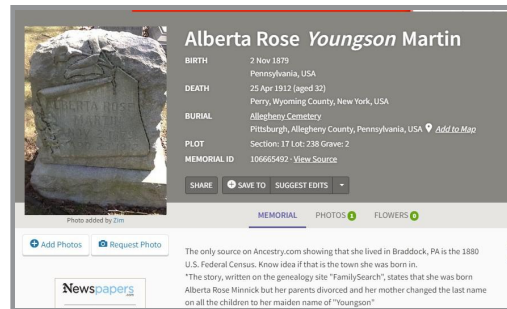 Alberta Rose Youngson Martin
BIRTH 2 Nov 1879
Pennsylvania, USA
DEATH 25 Apr 1912 (aged 32)
Perry, Wyoming County, New York, USA
BURIAL Allegheny Cemetery
Pittsburgh, Allegheny County, Pennsylvania, USA Add to Map
PLOT Section: 17 Lot: 238 Grave: 2
MEMORIAL ID 106665492 · View Source
SHARE SAVE TO SUGGEST EDITS
ALBERTA ROSE
MARTIN
Photo added by Zim
MEMORIAL PHOTOS 1 FLOWERS 8
Add Photos Request Photo
The only source on Ancestry.com showing that she lived in Braddock, PA is the 1880
U.S. Federal Census. Know idea if that is the town she was born in.
*The story, written on the genealogy site "FamilySearch", states that she was born
Alberta Rose Minnick but her parents divorced and her mother changed the last name
on all the children to her maiden name of "Youngson"
Newspapers
.com